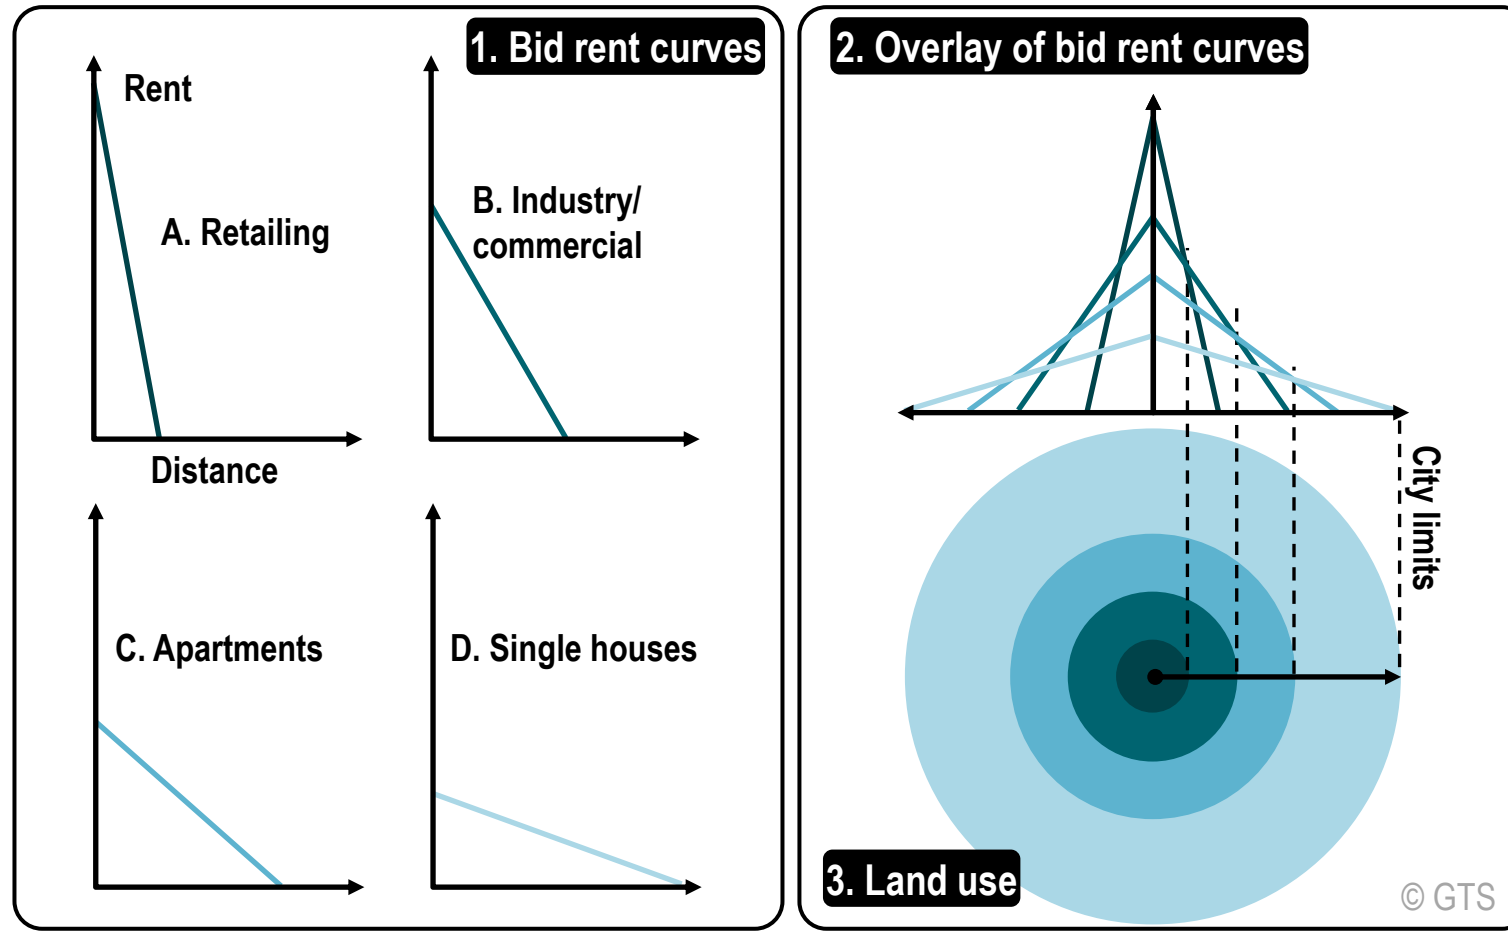 1. Bid rent curves
Rent
A. Retailing
Distance
B. Industry/
commercial
C. Apartments
D. Single houses
2. Overlay of bid rent curves
City limits
3. Land use
© GTS